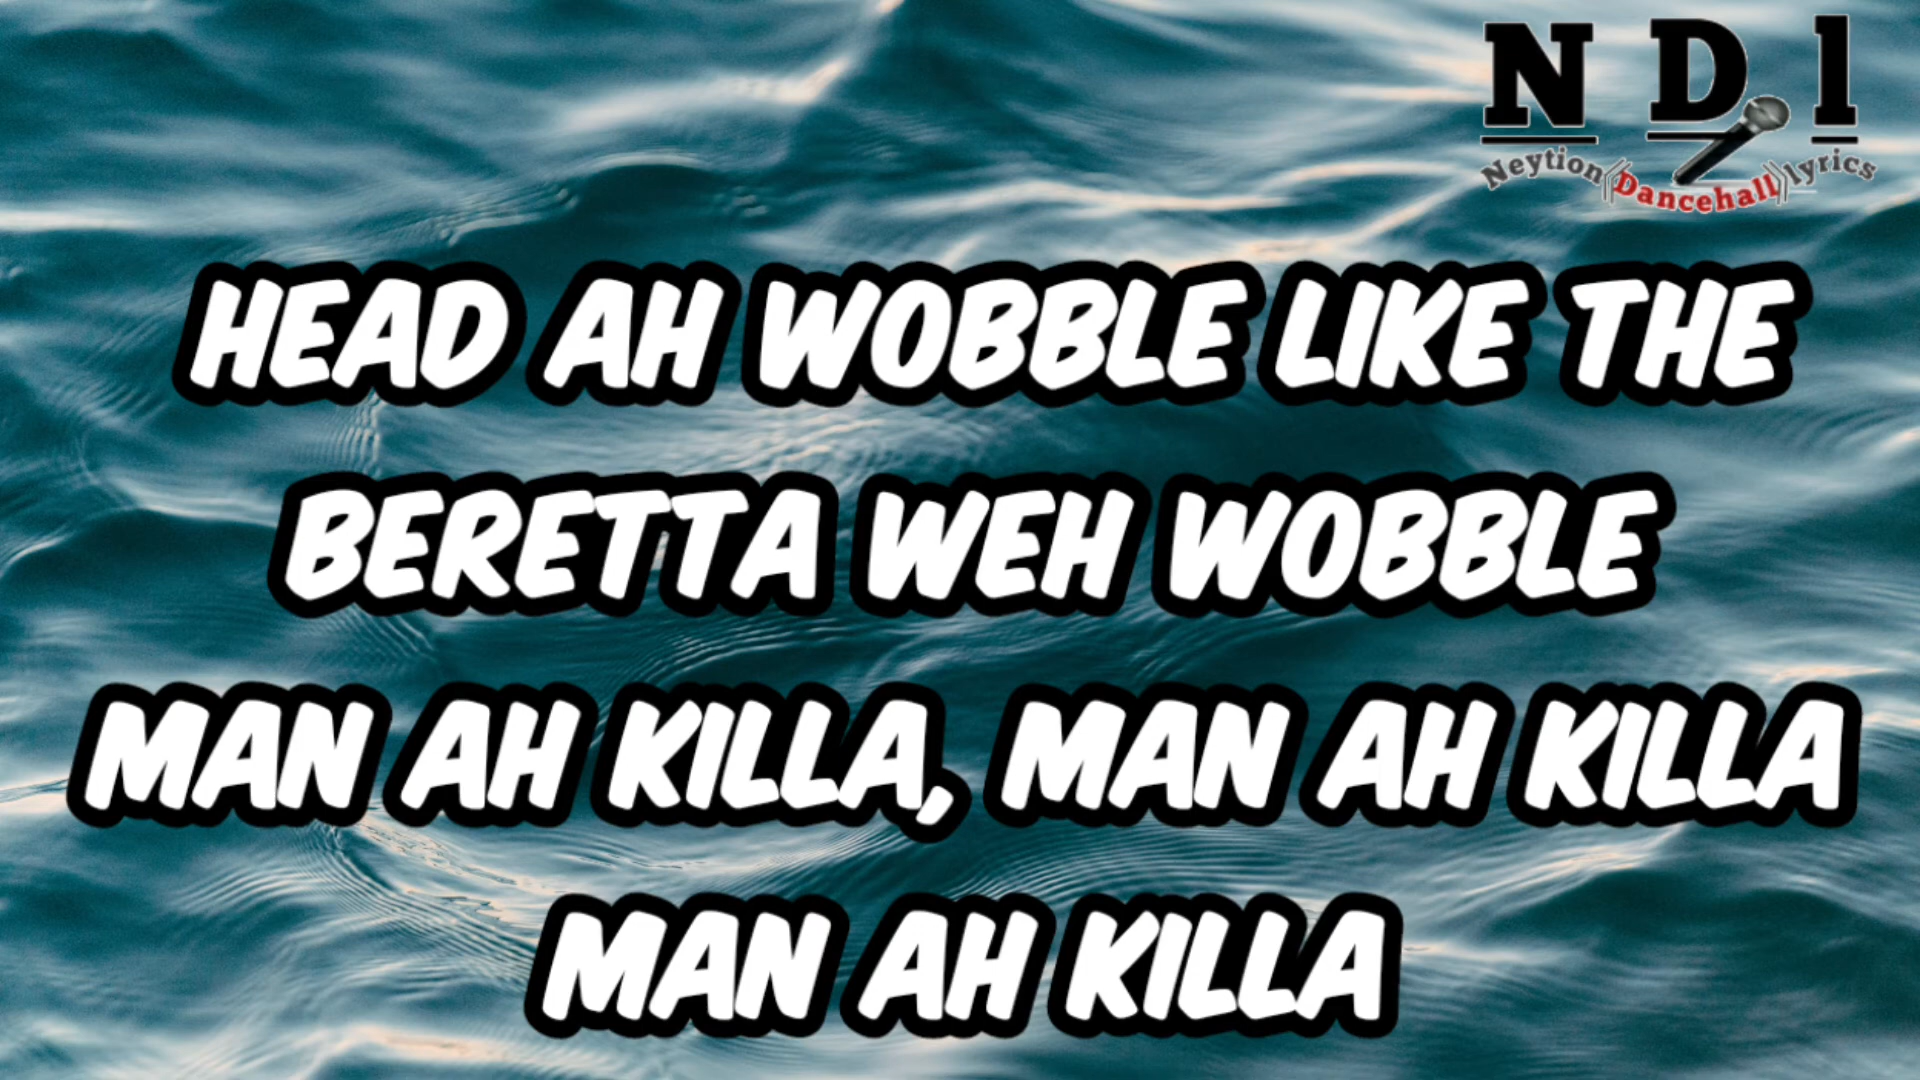 N D l
Neytion Dancehall lyrics
HEAD AH WOBBLE LIKE THE
BERETTA WEH WOBBLE
MAN AH KILLA, MAN AH KILLA
MAN AH KILLA